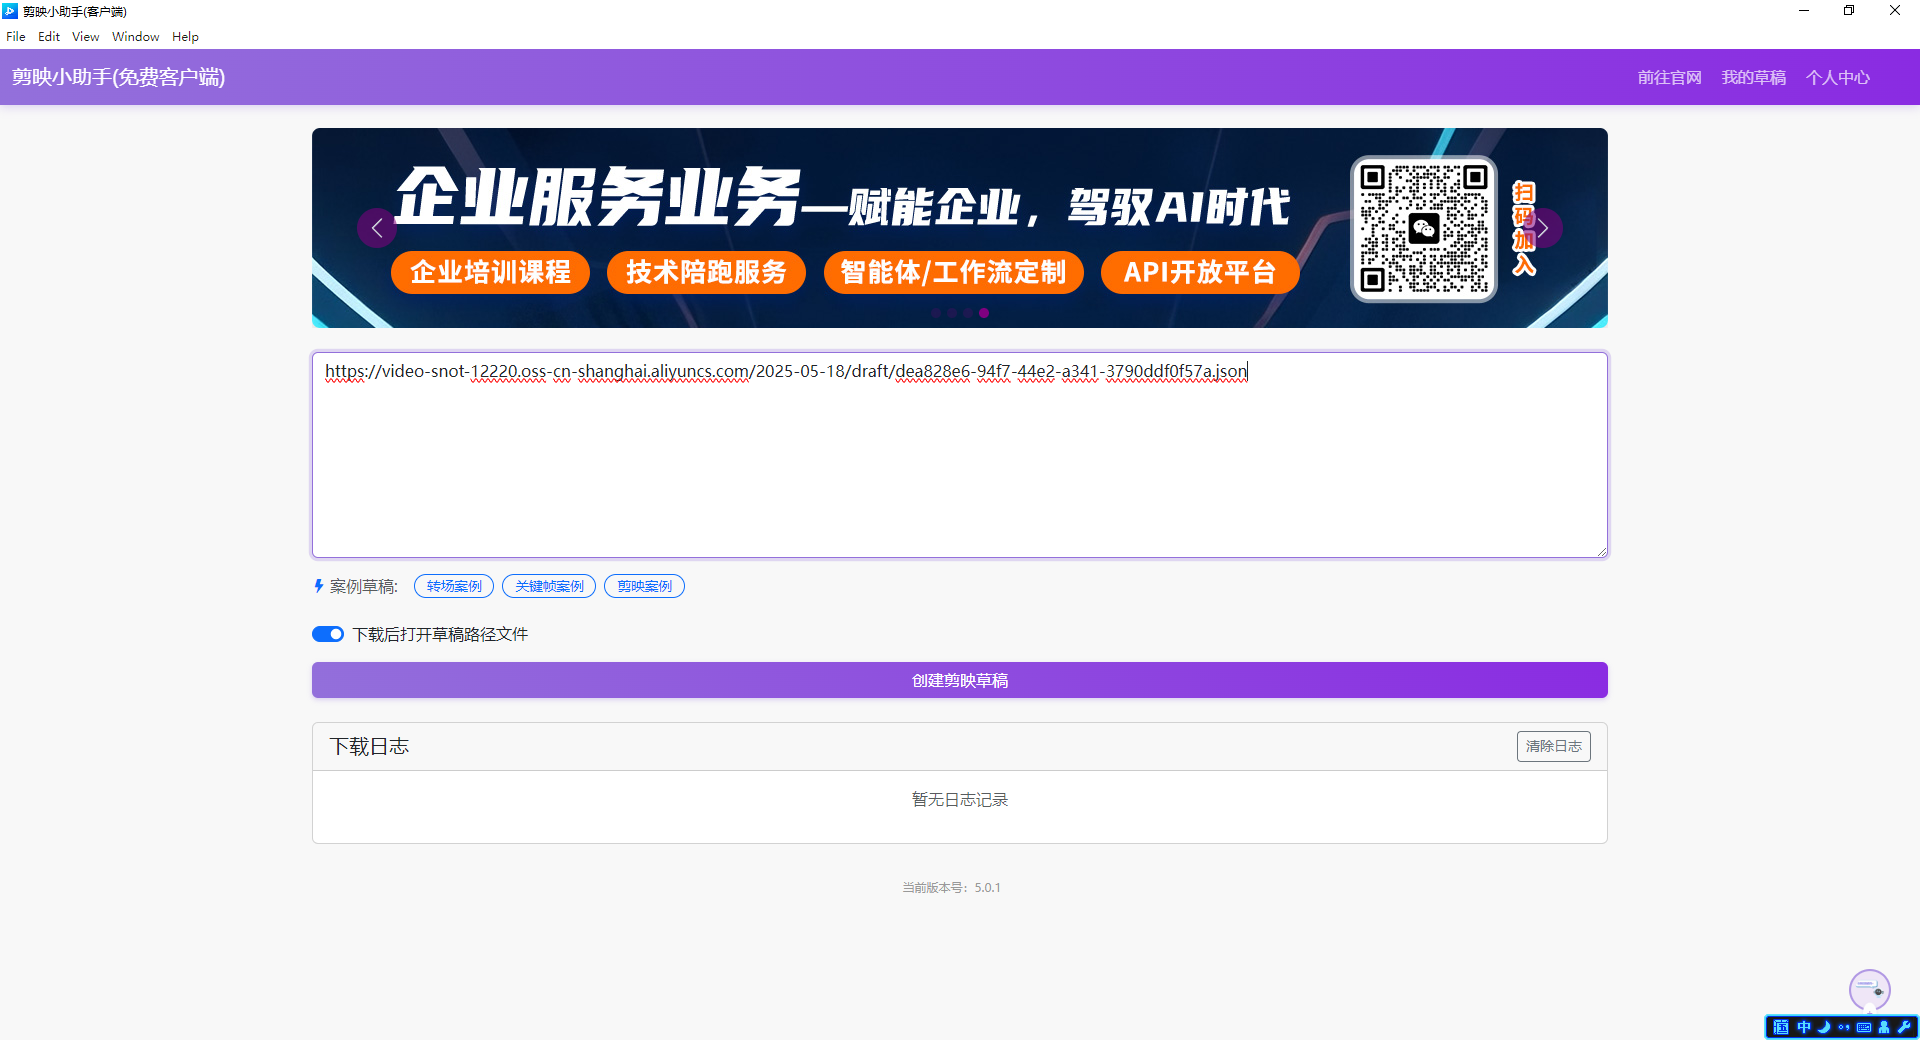 剪映小助手(客户端)
File Edit View Window Help
剪映小助手(免费客户端)
前往官网 我的草稿 个人中心
企业服务业务—赋能企业，驾驭AI时代
扫码加入
企业培训课程 技术陪跑服务 智能体/工作流定制 API开放平台
https://video-snot-12220.oss-cn-shanghai.aliyuncs.com/2025-05-18/draft/dea828e6-94f7-44e2-a341-3790ddf0f57a.json
案例草稿: 转场案例 关键帧案例 剪映案例
下载后打开草稿路径文件
创建剪映草稿
下载日志 清除日志
暂无日志记录
当前版本号：5.0.1
中